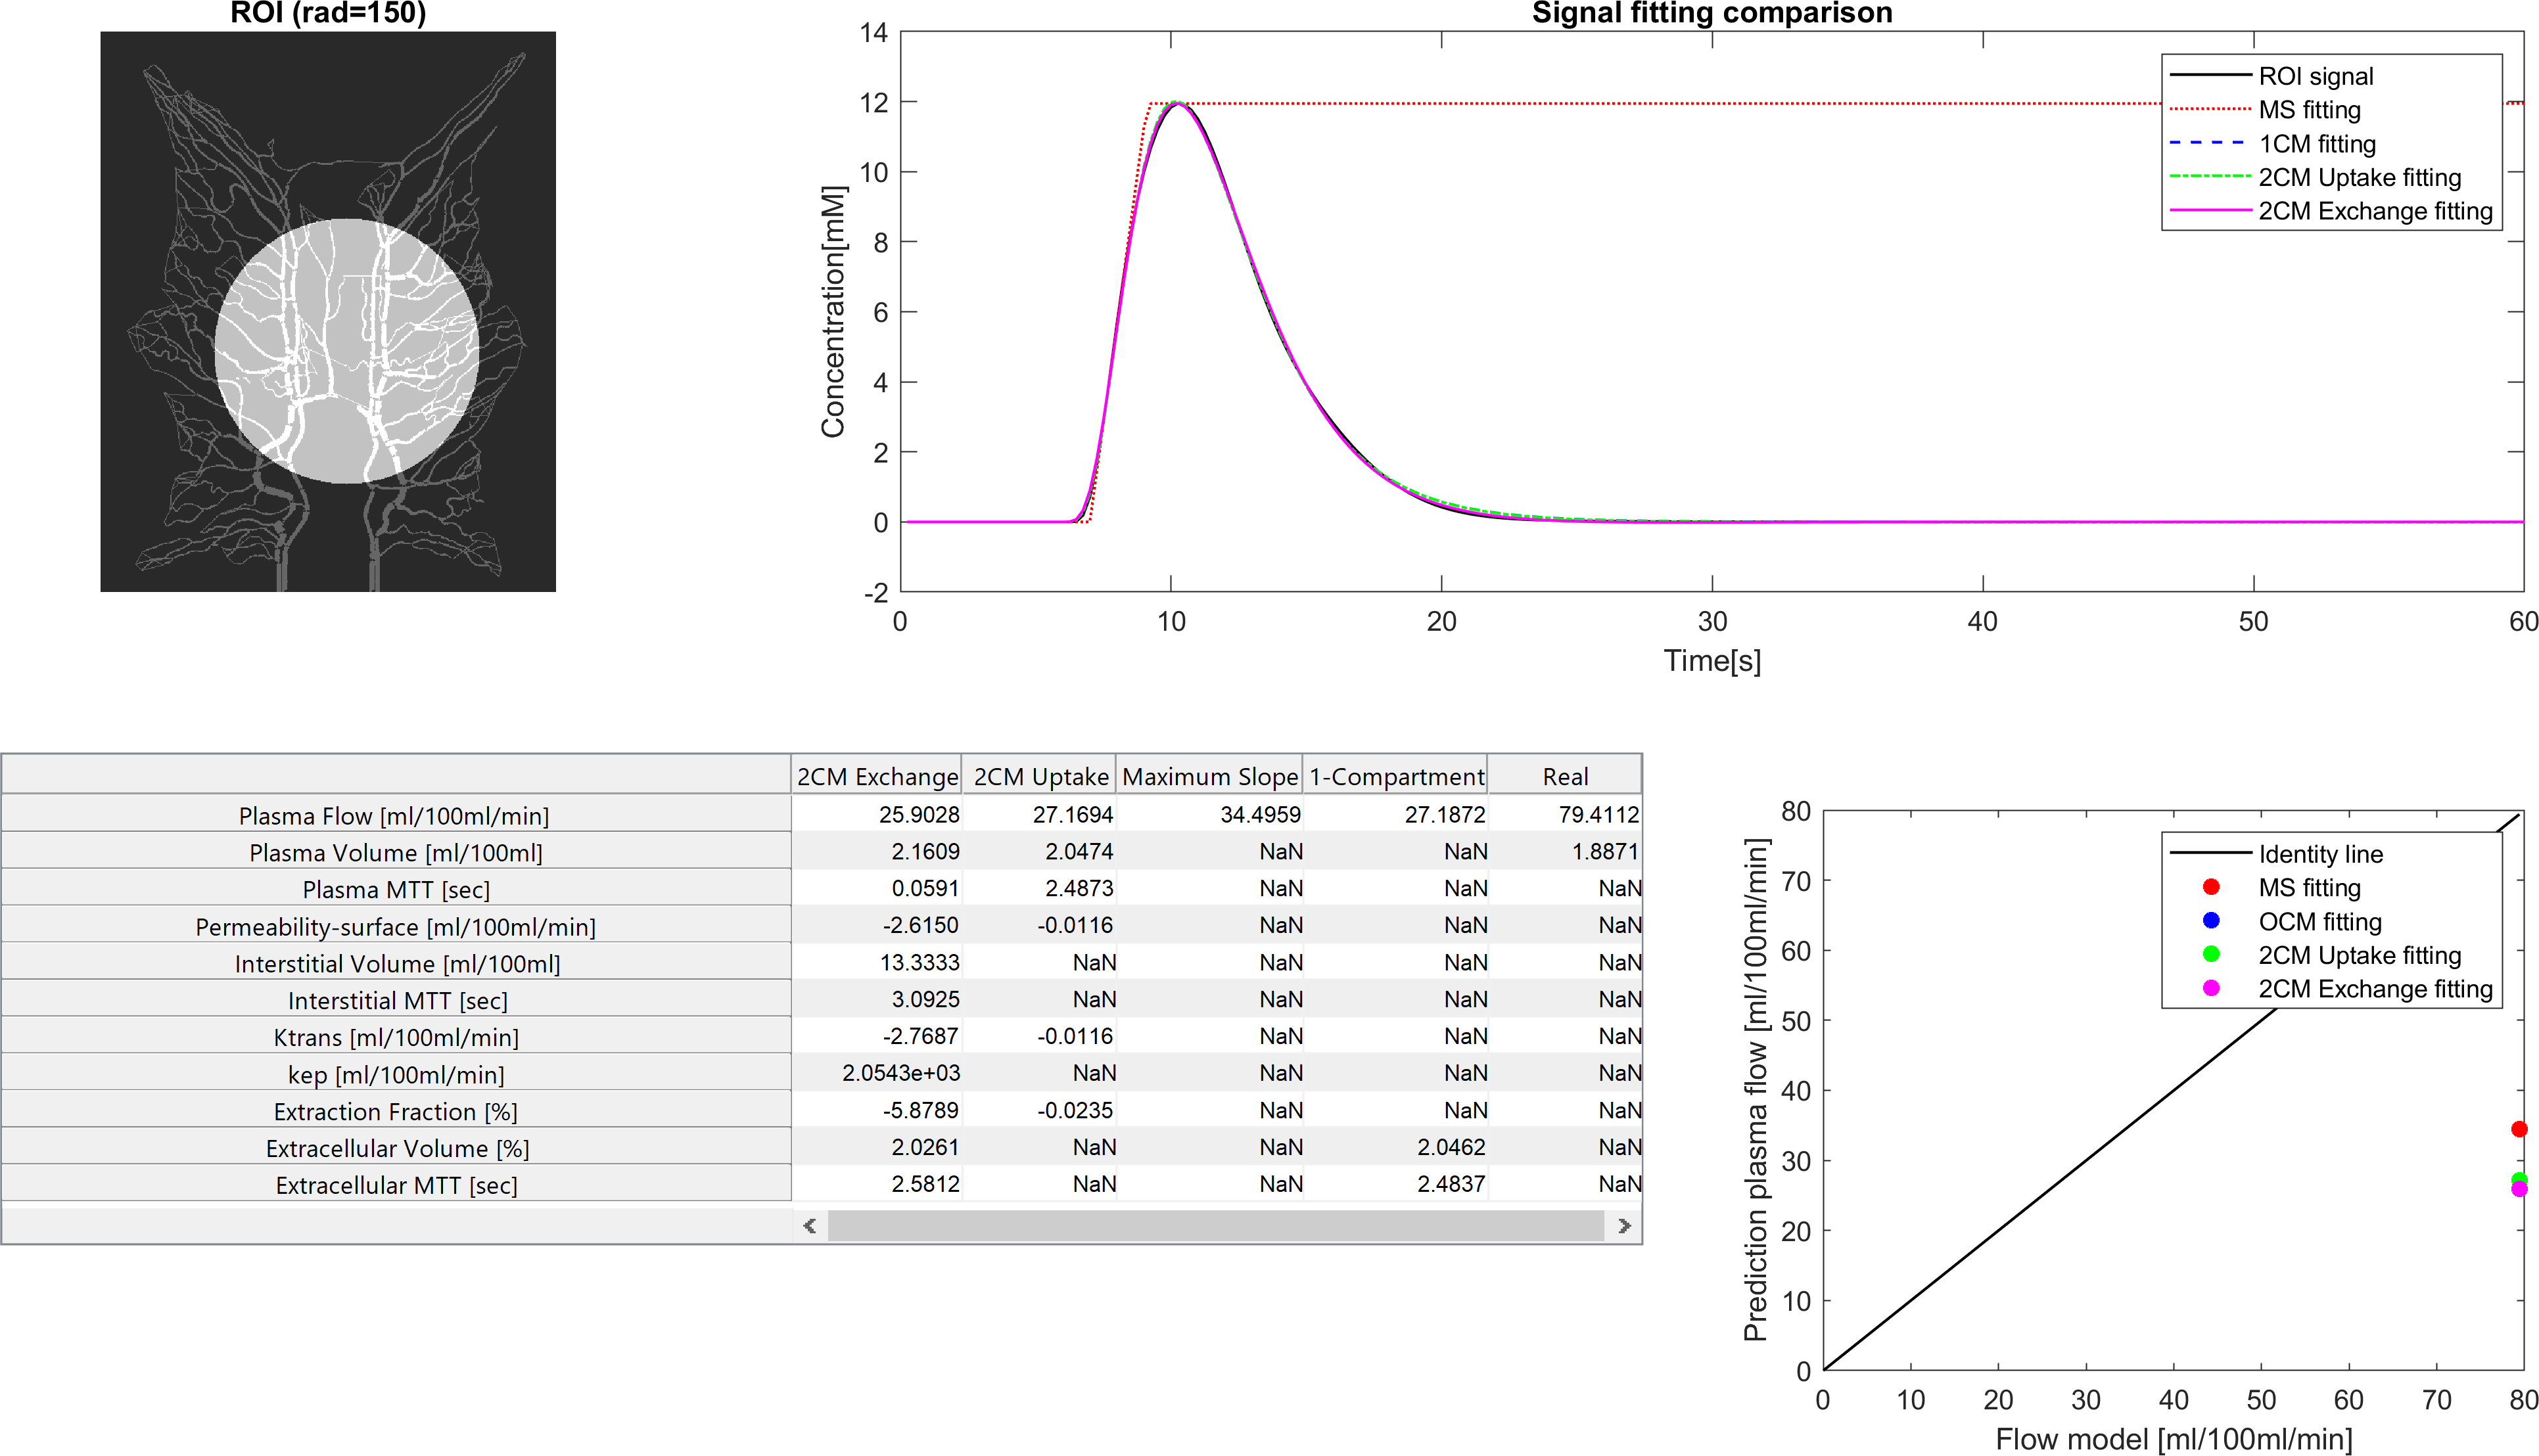 ROI (rad=150)
Signal fitting comparison
14
12
10
8
6
4
2
0
-2
Concentration[mM]
0 10 20 30 40 50 60
Time[s]
ROI signal
MS fitting
1CM fitting
2CM Uptake fitting
2CM Exchange fitting
2CM Exchange 2CM Uptake Maximum Slope 1-Compartment Real
Plasma Flow [ml/100ml/min] 25.9028 27.1694 34.4959 27.1872 79.4112
Plasma Volume [ml/100ml] 2.1609 2.0474 NaN NaN 1.8871
Plasma MTT [sec] 0.0591 2.4873 NaN NaN NaN
Permeability-surface [ml/100ml/min] -2.6150 -0.0116 NaN NaN NaN
Interstitial Volume [ml/100ml] 13.3333 NaN NaN NaN NaN
Interstitial MTT [sec] 3.0925 NaN NaN NaN NaN
Ktrans [ml/100ml/min] -2.7687 -0.0116 NaN NaN NaN
kep [ml/100ml/min] 2.0543e+03 NaN NaN NaN NaN
Extraction Fraction [%] -5.8789 -0.0235 NaN NaN NaN
Extracellular Volume [%] 2.0261 NaN NaN 2.0462 NaN
Extracellular MTT [sec] 2.5812 NaN NaN 2.4837 NaN
80
70
60
50
40
30
20
10
0
Prediction plasma flow [ml/100ml/min]
Identity line
MS fitting
OCM fitting
2CM Uptake fitting
2CM Exchange fitting
0 10 20 30 40 50 60 70 80
Flow model [ml/100ml/min]